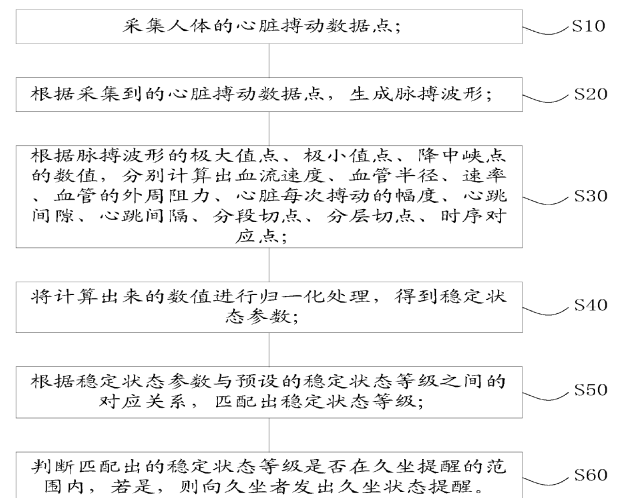 采集人体的心脏搏动数据点;
S10
根据采集到的心脏搏动数据点，生成脉搏波形;
S20
根据脉搏波形的极大值点、极小值点、降中峡点
的数值，分别计算出血流速度、血管半径、速率
、血管的外周阻力、心脏每次搏动的幅度、心跳
间隙、心跳间隔、分段切点、分层切点、时序对
应点;
S30
将计算出来的数值进行归一化处理，得到稳定状
态参数;
S40
根据稳定状态参数与预设的稳定状态等级之间的
对应关系，匹配出稳定状态等级;
S50
判断匹配出的稳定状态等级是否在久坐提醒的范
围内，若是，则向久坐者发出久坐状态提醒。
S60